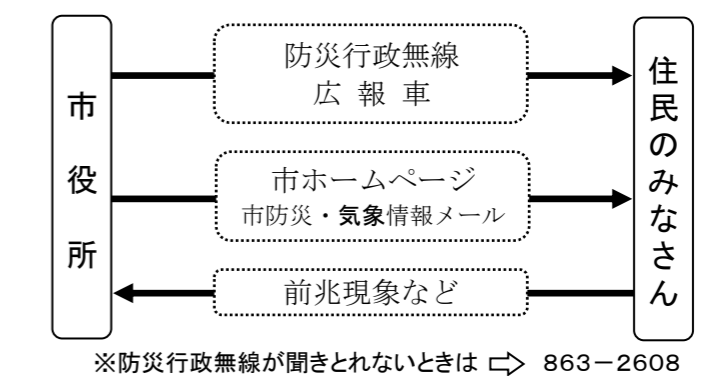 市役所
防災行政無線
広 報 車
市ホームページ
市防災・気象情報メール
前兆現象など
住民のみなさん
※防災行政無線が聞きとれないときは ⇨ 863－2608